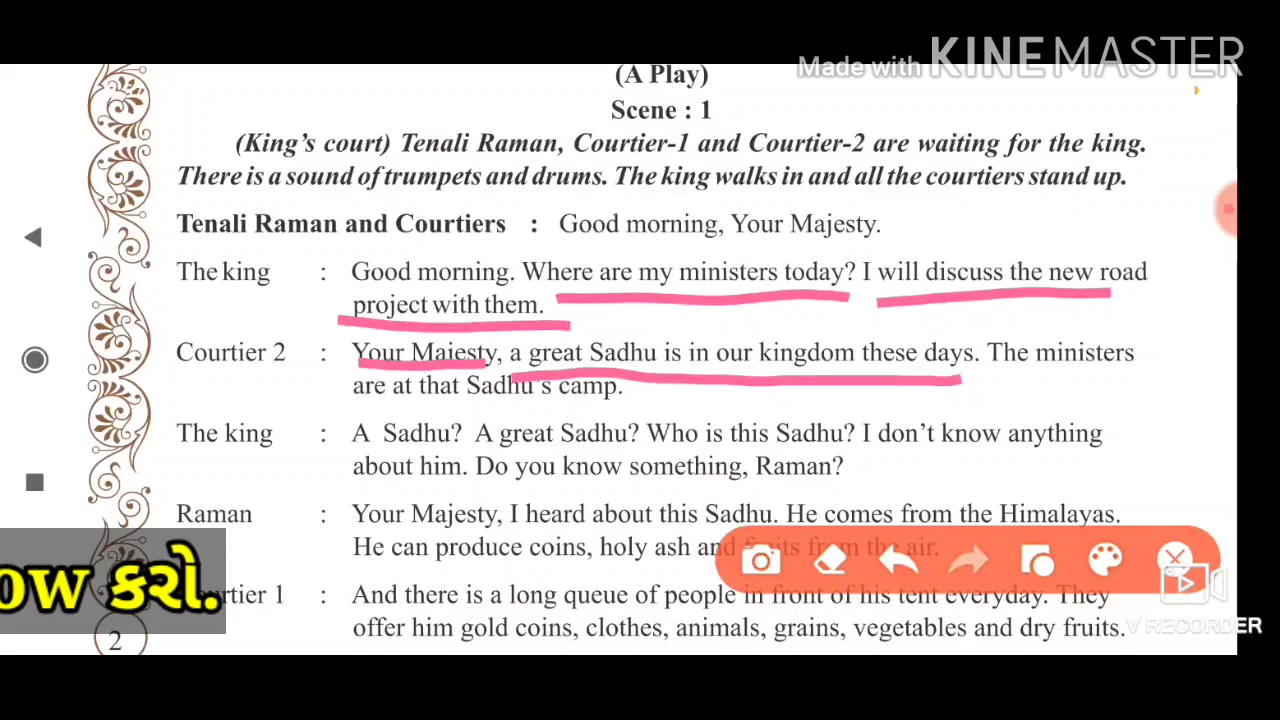 Made with KINEMASTER
(A Play)
Scene : 1
(King's court) Tenali Raman, Courtier-1 and Courtier-2 are waiting for the king.
There is a sound of trumpets and drums. The king walks in and all the courtiers stand up.
Tenali Raman and Courtiers : Good morning, Your Majesty.
The king : Good morning. Where are my ministers today? I will discuss the new road
project with them.
Courtier 2 : Your Majesty, a great Sadhu is in our kingdom these days. The ministers
are at that Sadhu's camp.
The king : A Sadhu? A great Sadhu? Who is this Sadhu? I don't know anything
about him. Do you know something, Raman?
Raman : Your Majesty, I heard about this Sadhu. He comes from the Himalayas.
He can produce coins, holy ash and fruits from the air.
ow કરો.
Courtier 1 : And there is a long queue of people in front of his tent everyday. They
offer him gold coins, clothes, animals, grains, vegetables and dry fruits.
V RECORDER
2